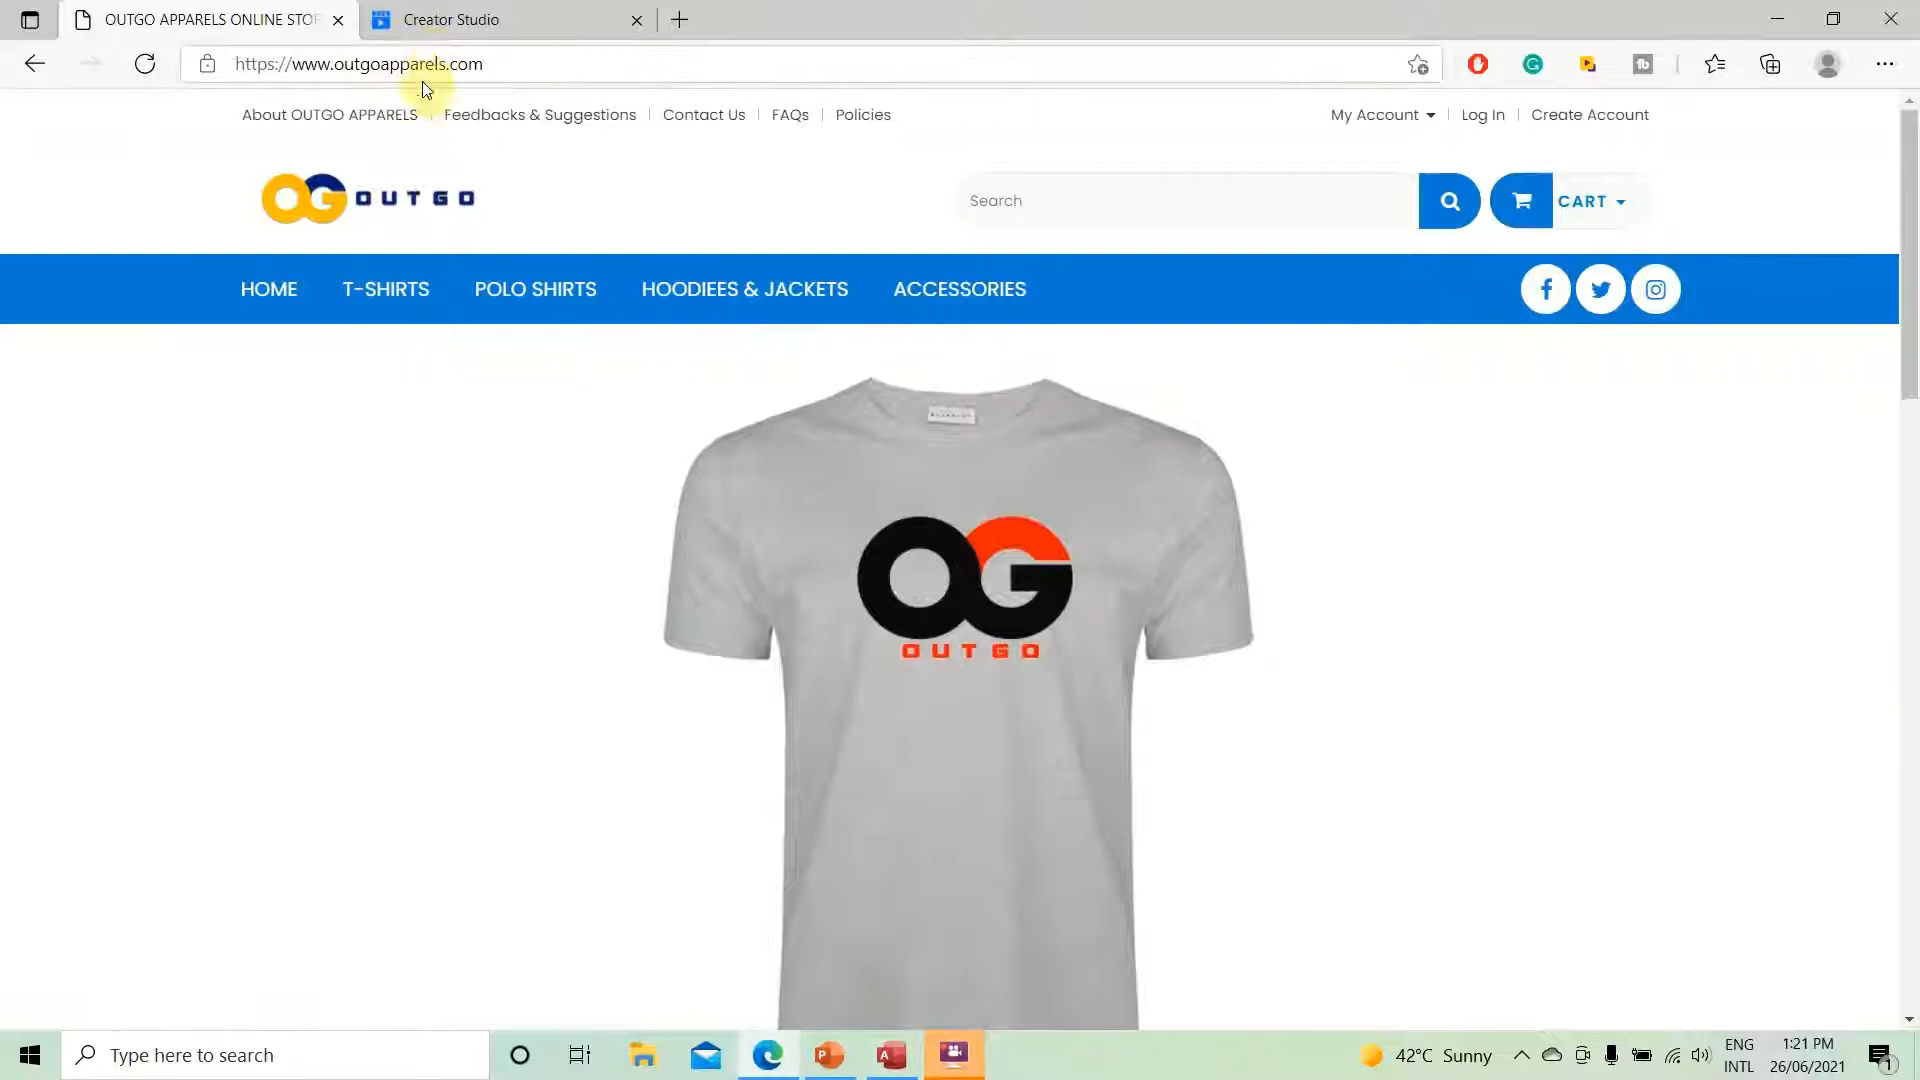 OUTGO APPARELS ONLINE STO
Creator Studio
https://www.outgoapparels.com
About OUTGO APPARELS
Feedbacks & Suggestions
Contact Us
FAQs
Policies
My Account
Log In
Create Account
OG OUTGO
Search
CART
HOME
T-SHIRTS
POLO SHIRTS
HOODIEES & JACKETS
ACCESSORIES
OG
OUTGO
Type here to search
42°C Sunny
ENG
INTL
1:21 PM
26/06/2021
1